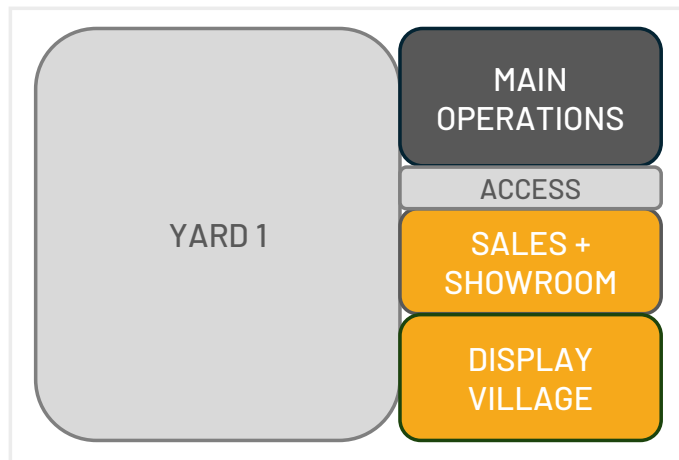 YARD 1
MAIN
OPERATIONS
ACCESS
SALES +
SHOWROOM
DISPLAY
VILLAGE